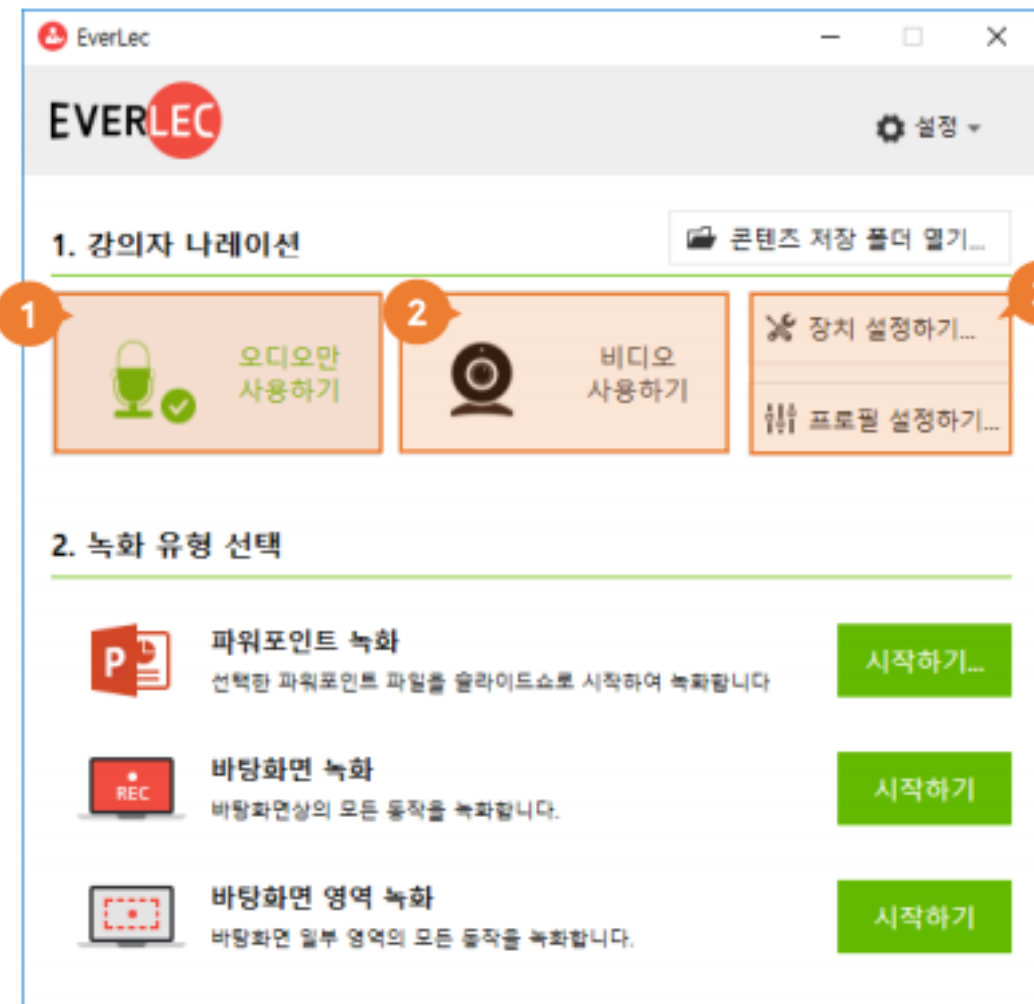 EverLec
EVERLEC
설정
1. 강의자 나레이션
콘텐츠 저장 폴더 열기...
1
2
3
오디오만
사용하기
비디오
사용하기
장치 설정하기...
프로필 설정하기...
2. 녹화 유형 선택
P
파워포인트 녹화
시작하기...
선택한 파워포인트 파일을 슬라이드쇼로 시작하여 녹화합니다
REC
바탕화면 녹화
시작하기
바탕화면상의 모든 동작을 녹화합니다.
바탕화면 영역 녹화
시작하기
바탕화면 일부 영역의 모든 동작을 녹화합니다.